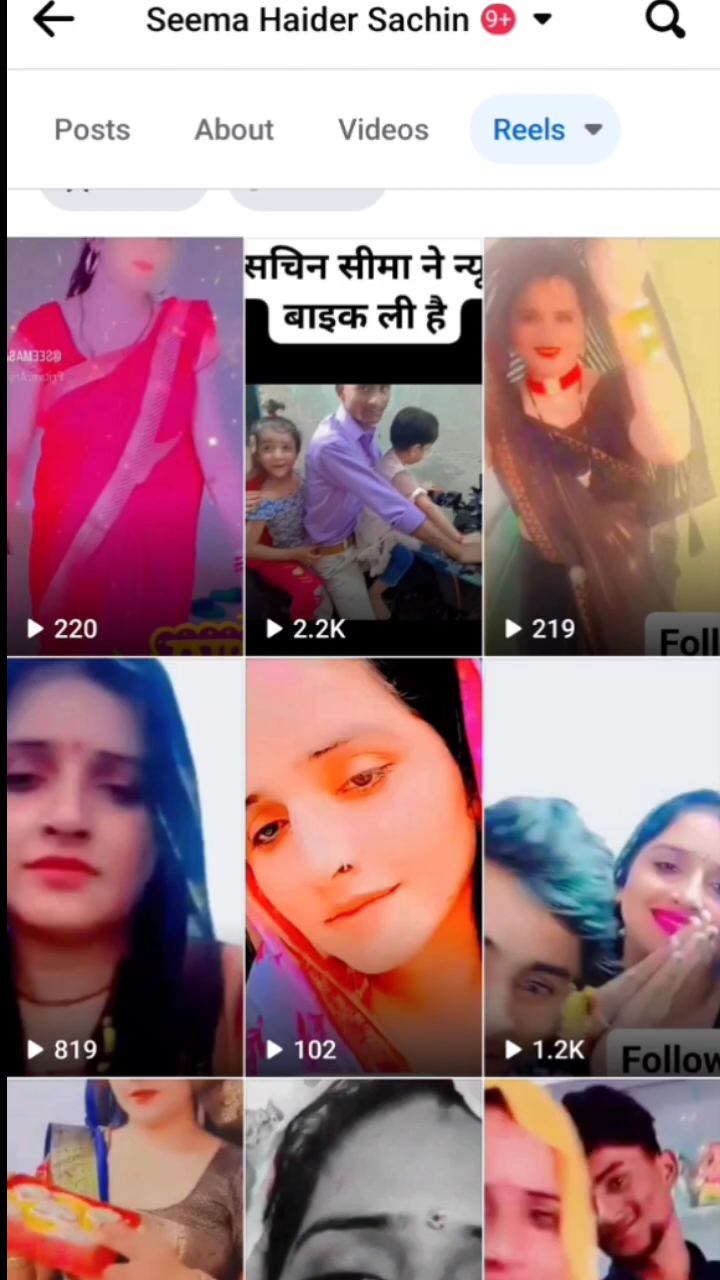 Seema Haider Sachin 9+
Posts About Videos Reels
सचिन सीमा ने न्यू
बाइक ली है
220
2.2K
219
Foll
819
102
1.2K
Follow